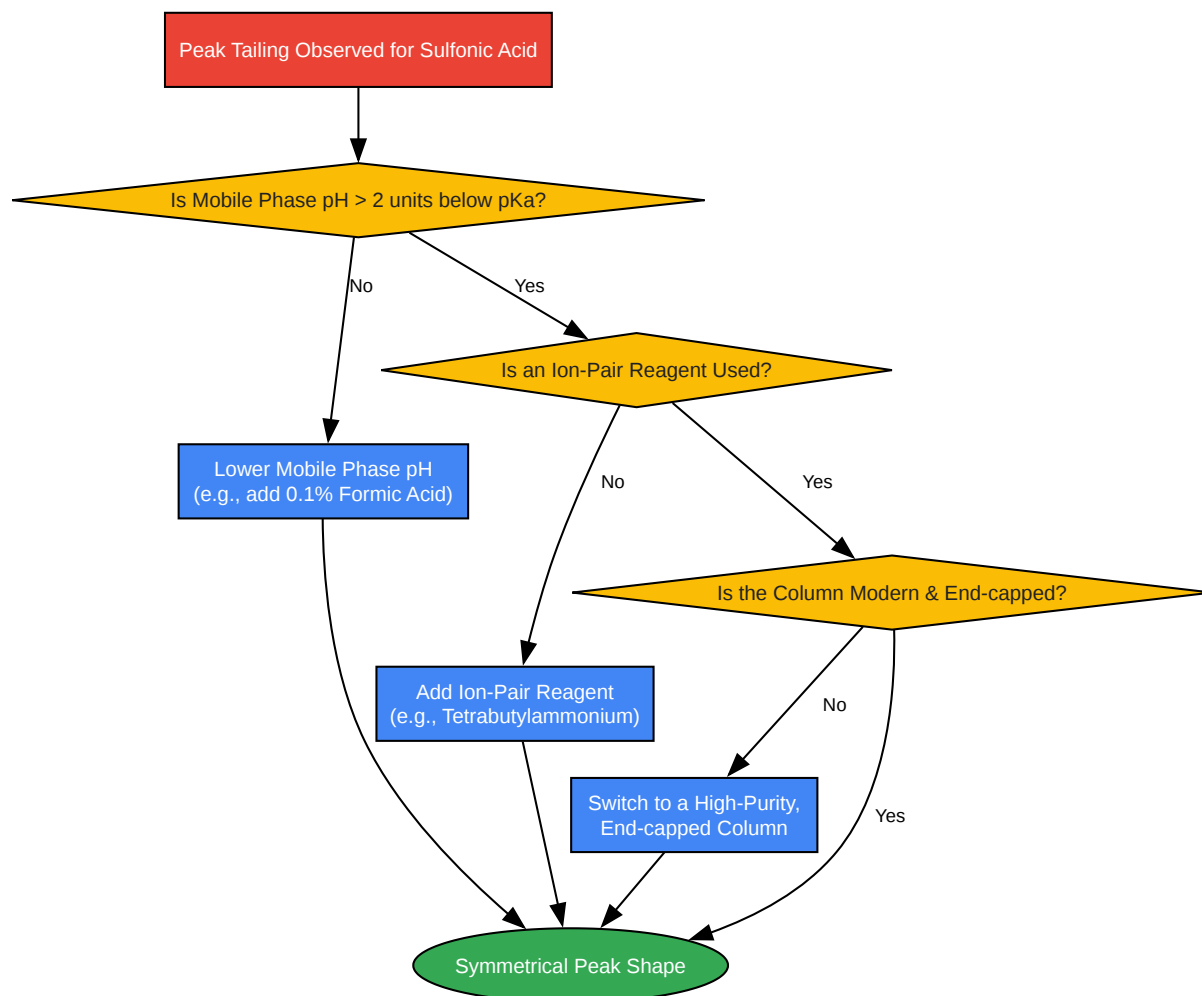 Peak Tailing Observed for Sulfonic Acid
Is Mobile Phase pH > 2 units below pKa?
No
Yes
Is an Ion-Pair Reagent Used?
Lower Mobile Phase pH
(e.g., add 0.1% Formic Acid)
No
Yes
Is the Column Modern & End-capped?
Add Ion-Pair Reagent
(e.g., Tetrabutylammonium)
No
Switch to a High-Purity,
End-capped Column
Yes
Symmetrical Peak Shape